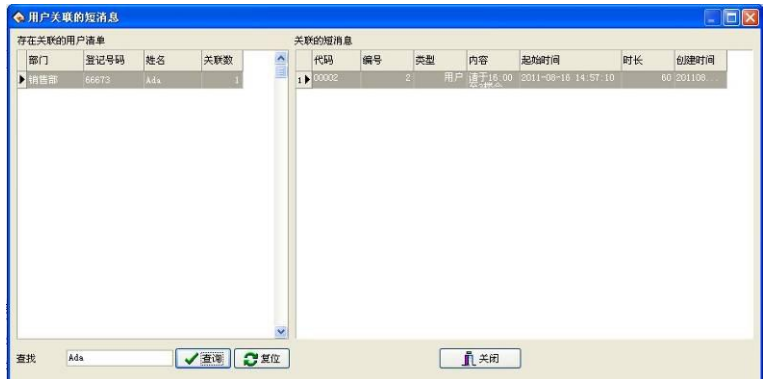 用户关联的短消息
存在关联的用户清单
部门 登记号码 姓名 关联数
销售部 66673 Ada 1
关联的短消息
代码 编号 类型 内容 起始时间 时长 创建时间
1 00002 2 用户 请于16:00 2011-08-16 14:57:10 60 201108...
查找 Ada 查询 复位
关闭